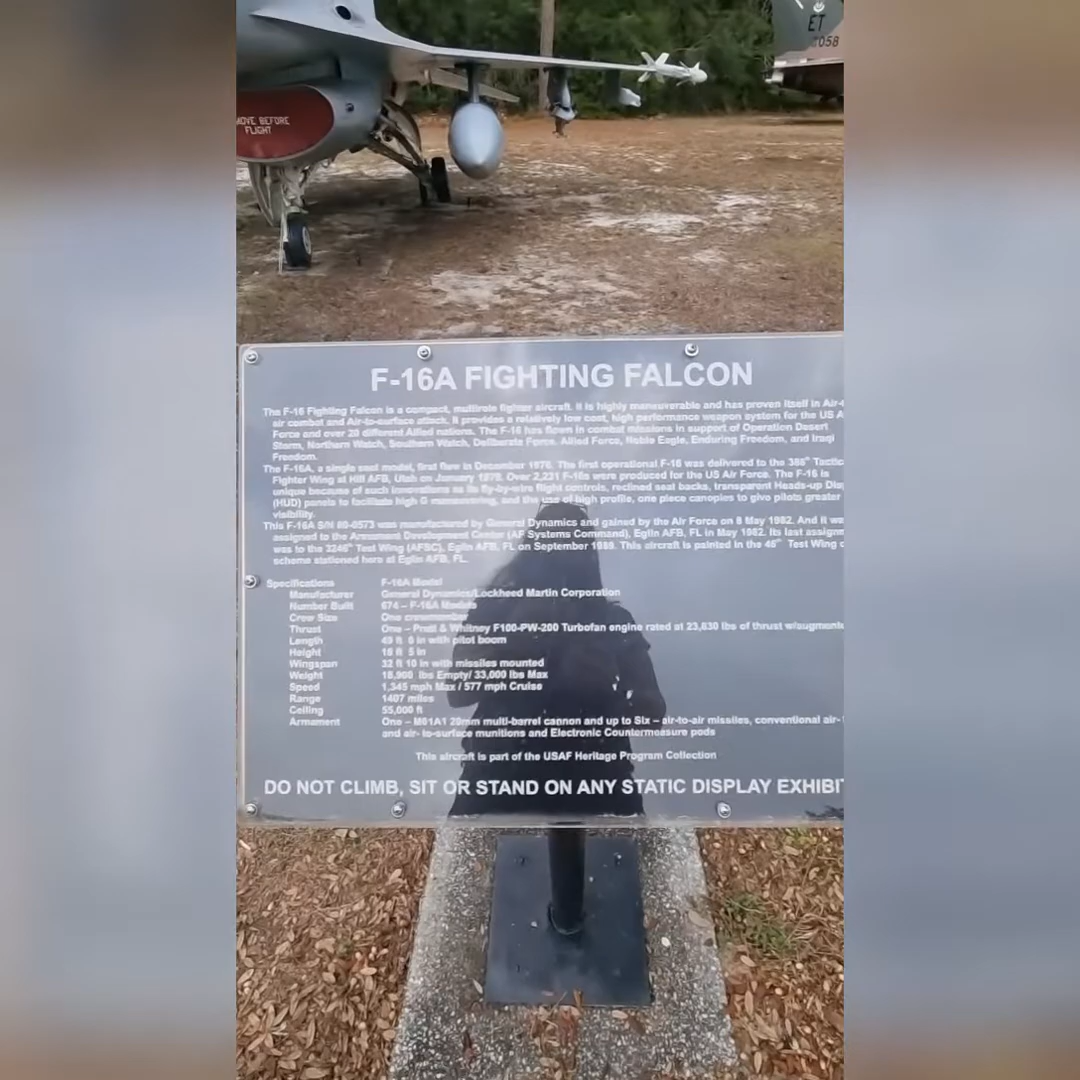 ET
058
MOVE BEFORE
FLIGHT
F-16A FIGHTING FALCON
The F-16 Fighting Falcon is a compact, multirole fighter aircraft. It is highly maneuverable and has proven itself in Air-
air combat and Air-to-surface attack. It provides a relatively low cost, high performance weapon system for the US A
Force and over 20 different Allied nations. The F-16 has flown in combat missions in support of Operation Desert
Storm, Northern Watch, Southern Watch, Deliberate Force, Allied Force, Noble Eagle, Enduring Freedom, and Iraqi
Freedom.
The F-16A, a single seat model, first flew in December 1976. The first operational F-16 was delivered to the 388th Tactic
Fighter Wing at Hill AFB, Utah on January 1979. Over 2,221 F-16s were produced for the US Air Force. The F-16 is
unique because of such innovations as its fly-by-wire flight controls, reclined seat backs, transparent Heads-up Dis
(HUD) panels to facilitate high G maneuvering, and the use of high profile, one piece canopies to give pilots greater
visibility.
This F-16A S/N 80-0573 was manufactured by General Dynamics and gained by the Air Force on 8 May 1982. And it wa
assigned to the Armament Development Center (AF Systems Command), Eglin AFB, FL in May 1982. Its last assignm
was to the 3246th Test Wing (AFSC), Eglin AFB, FL on September 1989. This aircraft is painted in the 46th Test Wing c
scheme stationed here at Eglin AFB, FL.
Specifications F-16A Model
Manufacturer General Dynamics/Lockheed Martin Corporation
Number Built 674 – F-16A Models
Crew Size One crewmember
Thrust One – Pratt & Whitney F100-PW-200 Turbofan engine rated at 23,830 lbs of thrust w/augment
Length 49 ft 6 in with pitot boom
Height 16 ft 5 in
Wingspan 32 ft 10 in with missiles mounted
Weight 18,900 lbs Empty/ 33,000 lbs Max
Speed 1,345 mph Max / 577 mph Cruise
Range 1407 miles
Ceiling 55,000 ft
Armament One – M61A1 20mm multi-barrel cannon and up to Six – air-to-air missiles, conventional air-
and air- to-surface munitions and Electronic Countermeasure pods
This aircraft is part of the USAF Heritage Program Collection
DO NOT CLIMB, SIT OR STAND ON ANY STATIC DISPLAY EXHIBIT